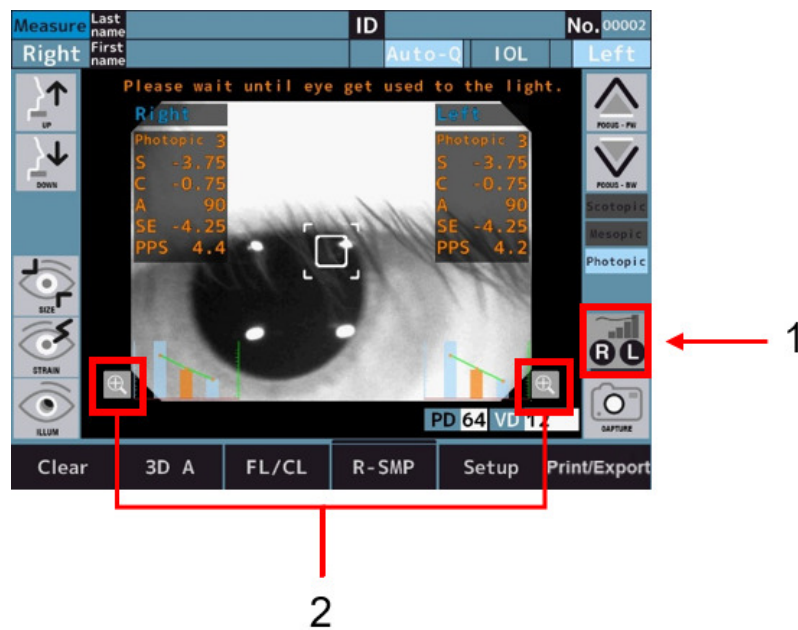 Measure Last name ID No. 00002
Right First name Auto-Q IOL Left
Please wait until eye get used to the light.
UP
DOWN
SIZE
STRAIN
ILLUM
Right
Photopic 3
S -3.75
C -0.75
A 90
SE -4.25
PPS 4.4
Left
Photopic 3
S -3.75
C -0.75
A 90
SE -4.25
PPS 4.2
FOCUS - FW
FOCUS - BW
Scotopic
Mesopic
Photopic
R L
CAPTURE
1
PD 64 VD 12
Clear 3D A FL/CL R-SMP Setup Print/Export
2